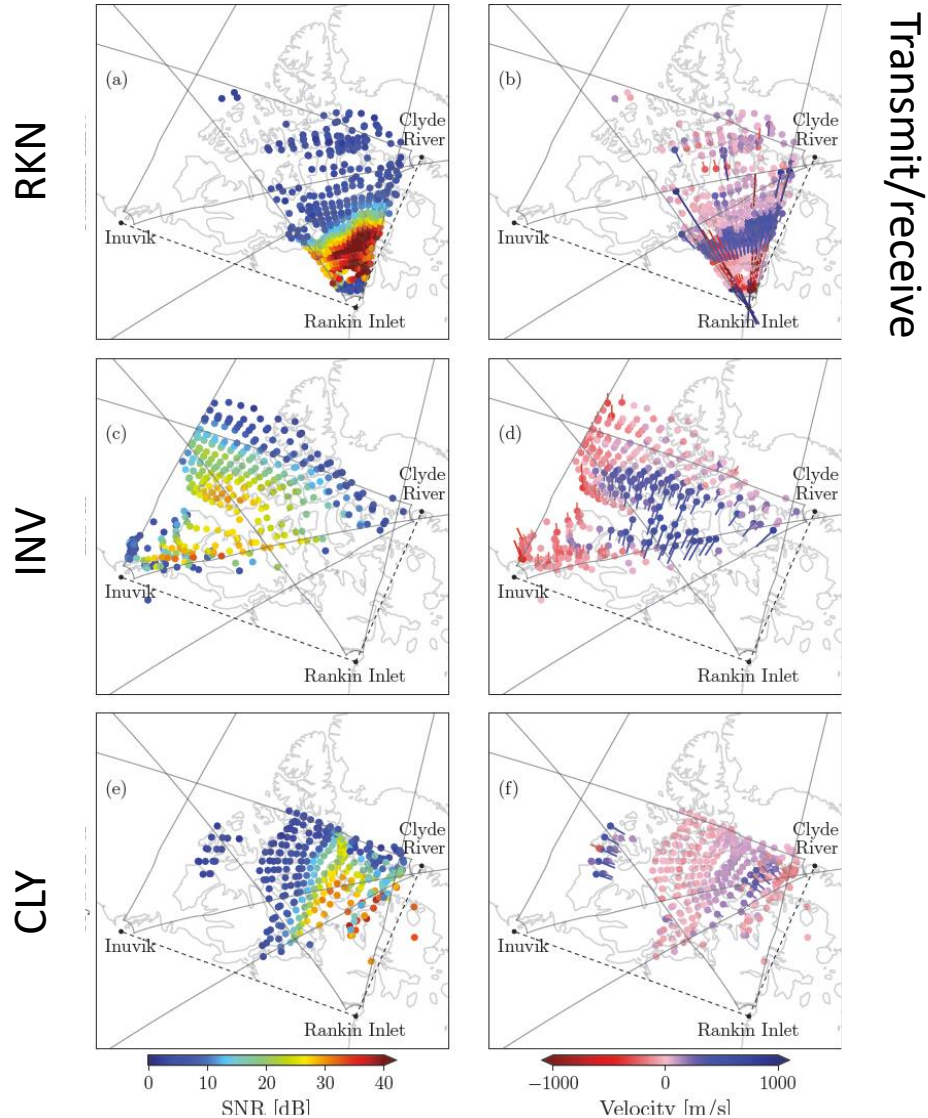 RKN
(a)
Clyde
River
Inuvik
Rankin Inlet
(b)
Clyde
River
Inuvik
Rankin Inlet
Transmit/receive
INV
(c)
Clyde
River
Inuvik
Rankin Inlet
(d)
Clyde
River
Inuvik
Rankin Inlet
CLY
(e)
Clyde
River
Inuvik
Rankin Inlet
(f)
Clyde
River
Inuvik
Rankin Inlet
0 10 20 30 40
SNR [dB]
−1000 0 1000
Velocity [m/s]